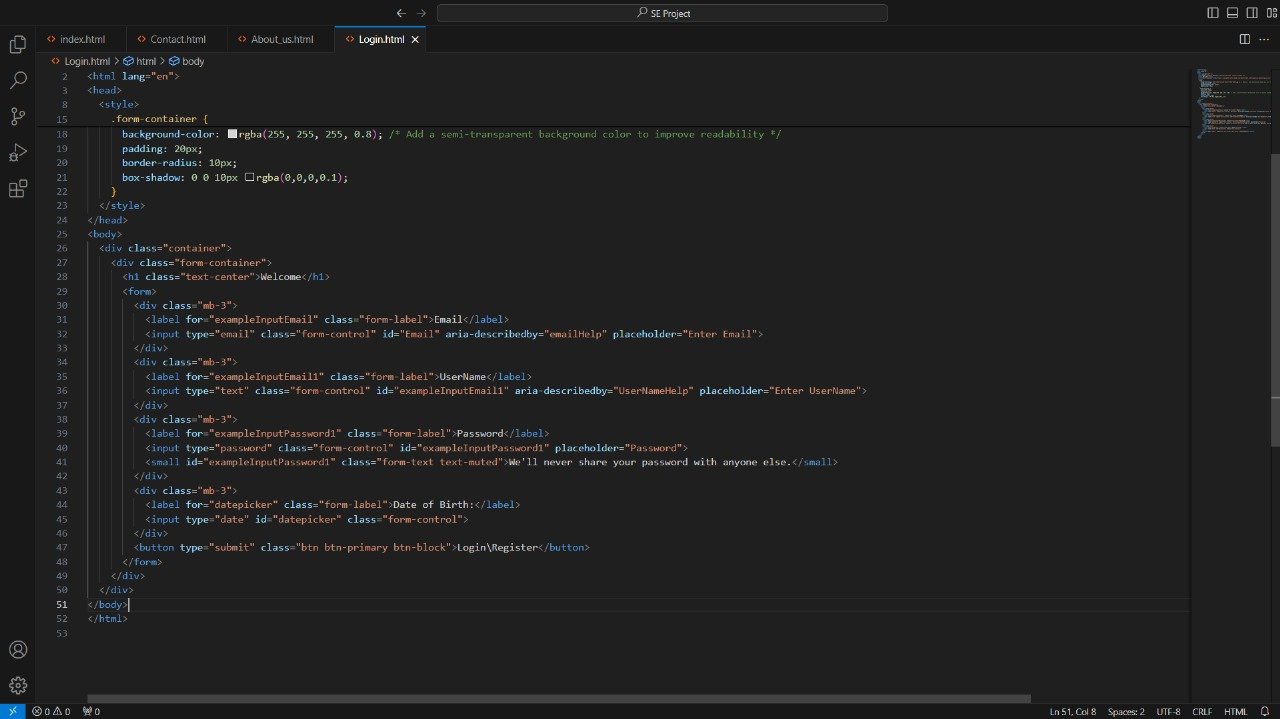 SE Project
index.html
Contact.html
About_us.html
Login.html
Login.html > html > body
2 <html lang="en">
3 <head>
8 <style>
15 .form-container {
18 background-color: rgba(255, 255, 255, 0.8); /* Add a semi-transparent background color to improve readability */
19 padding: 20px;
20 border-radius: 10px;
21 box-shadow: 0 0 10px rgba(0,0,0,0.1);
22 }
23 </style>
24 </head>
25 <body>
26 <div class="container">
27 <div class="form-container">
28 <h1 class="text-center">Welcome</h1>
29 <form>
30 <div class="mb-3">
31 <label for="exampleInputEmail" class="form-label">Email</label>
32 <input type="email" class="form-control" id="Email" aria-describedby="emailHelp" placeholder="Enter Email">
33 </div>
34 <div class="mb-3">
35 <label for="exampleInputEmail1" class="form-label">UserName</label>
36 <input type="text" class="form-control" id="exampleInputEmail1" aria-describedby="UserNameHelp" placeholder="Enter UserName">
37 </div>
38 <div class="mb-3">
39 <label for="exampleInputPassword1" class="form-label">Password</label>
40 <input type="password" class="form-control" id="exampleInputPassword1" placeholder="Password">
41 <small id="exampleInputPassword1" class="form-text text-muted">We'll never share your password with anyone else.</small>
42 </div>
43 <div class="mb-3">
44 <label for="datepicker" class="form-label">Date of Birth:</label>
45 <input type="date" id="datepicker" class="form-control">
46 </div>
47 <button type="submit" class="btn btn-primary btn-block">Login\Register</button>
48 </form>
49 </div>
50 </div>
51 </body>
52 </html>
53
0 0 0 Ln 51, Col 8 Spaces: 2 UTF-8 CRLF HTML